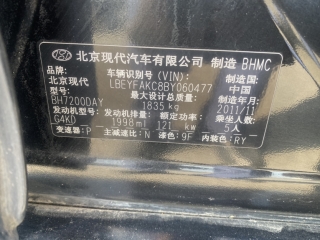 北京现代汽车有限公司 制造 BHMC
品牌: 车辆识别号 (VIN): 制造国:
北京现代 LBEYFAKC8BY060477 中国
型号: 最大设计总质量: 制造年月:
BH7200DAY 1835 kg 2011/11
发动机型号: 发动机排量: 额定功率: 乘坐人数:
G4KD 1998ml 121 kw 5人
变速器: P 主减速比: N 漆色: 9F 内饰色: RY